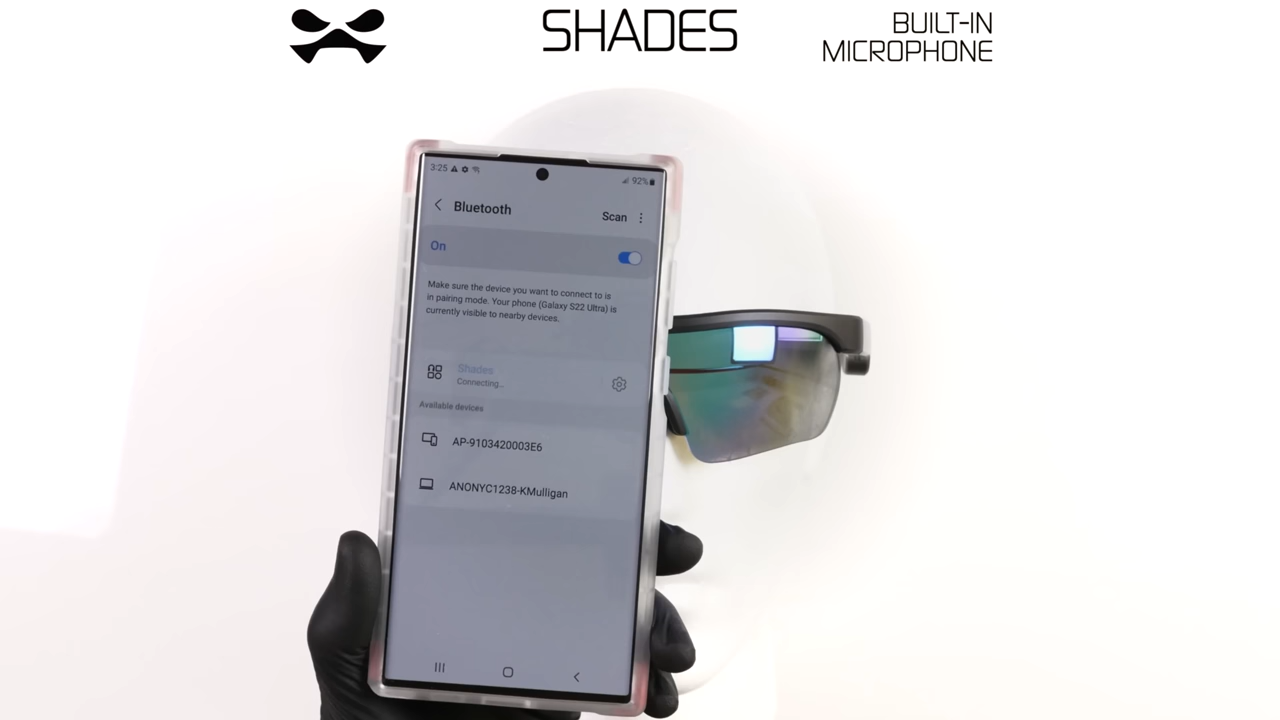 SHADES
BUILT-IN
MICROPHONE
3:25
92%
Bluetooth
Scan
On
Make sure the device you want to connect to is
in pairing mode. Your phone (Galaxy S22 Ultra) is
currently visible to nearby devices.
Shades
Connecting...
Available devices
AP-9103420003E6
ANONYC1238-KMulligan